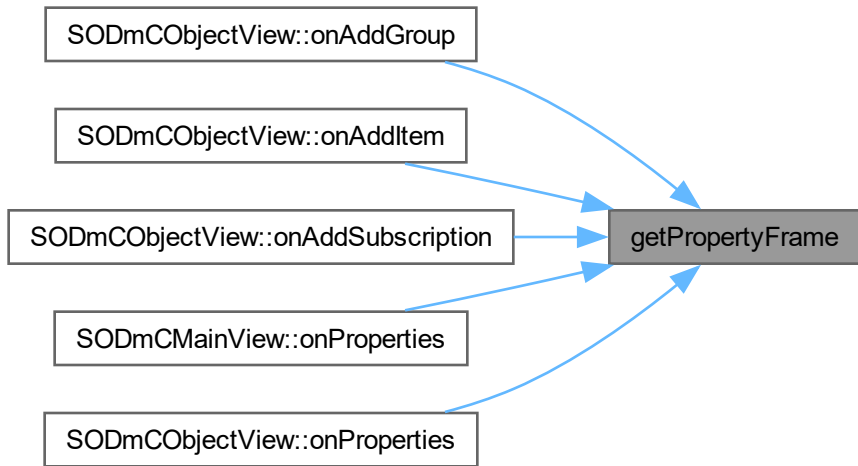 SODmCObjectView::onAddGroup
SODmCObjectView::onAddItem
SODmCObjectView::onAddSubscription
getPropertyFrame
SODmCMainView::onProperties
SODmCObjectView::onProperties